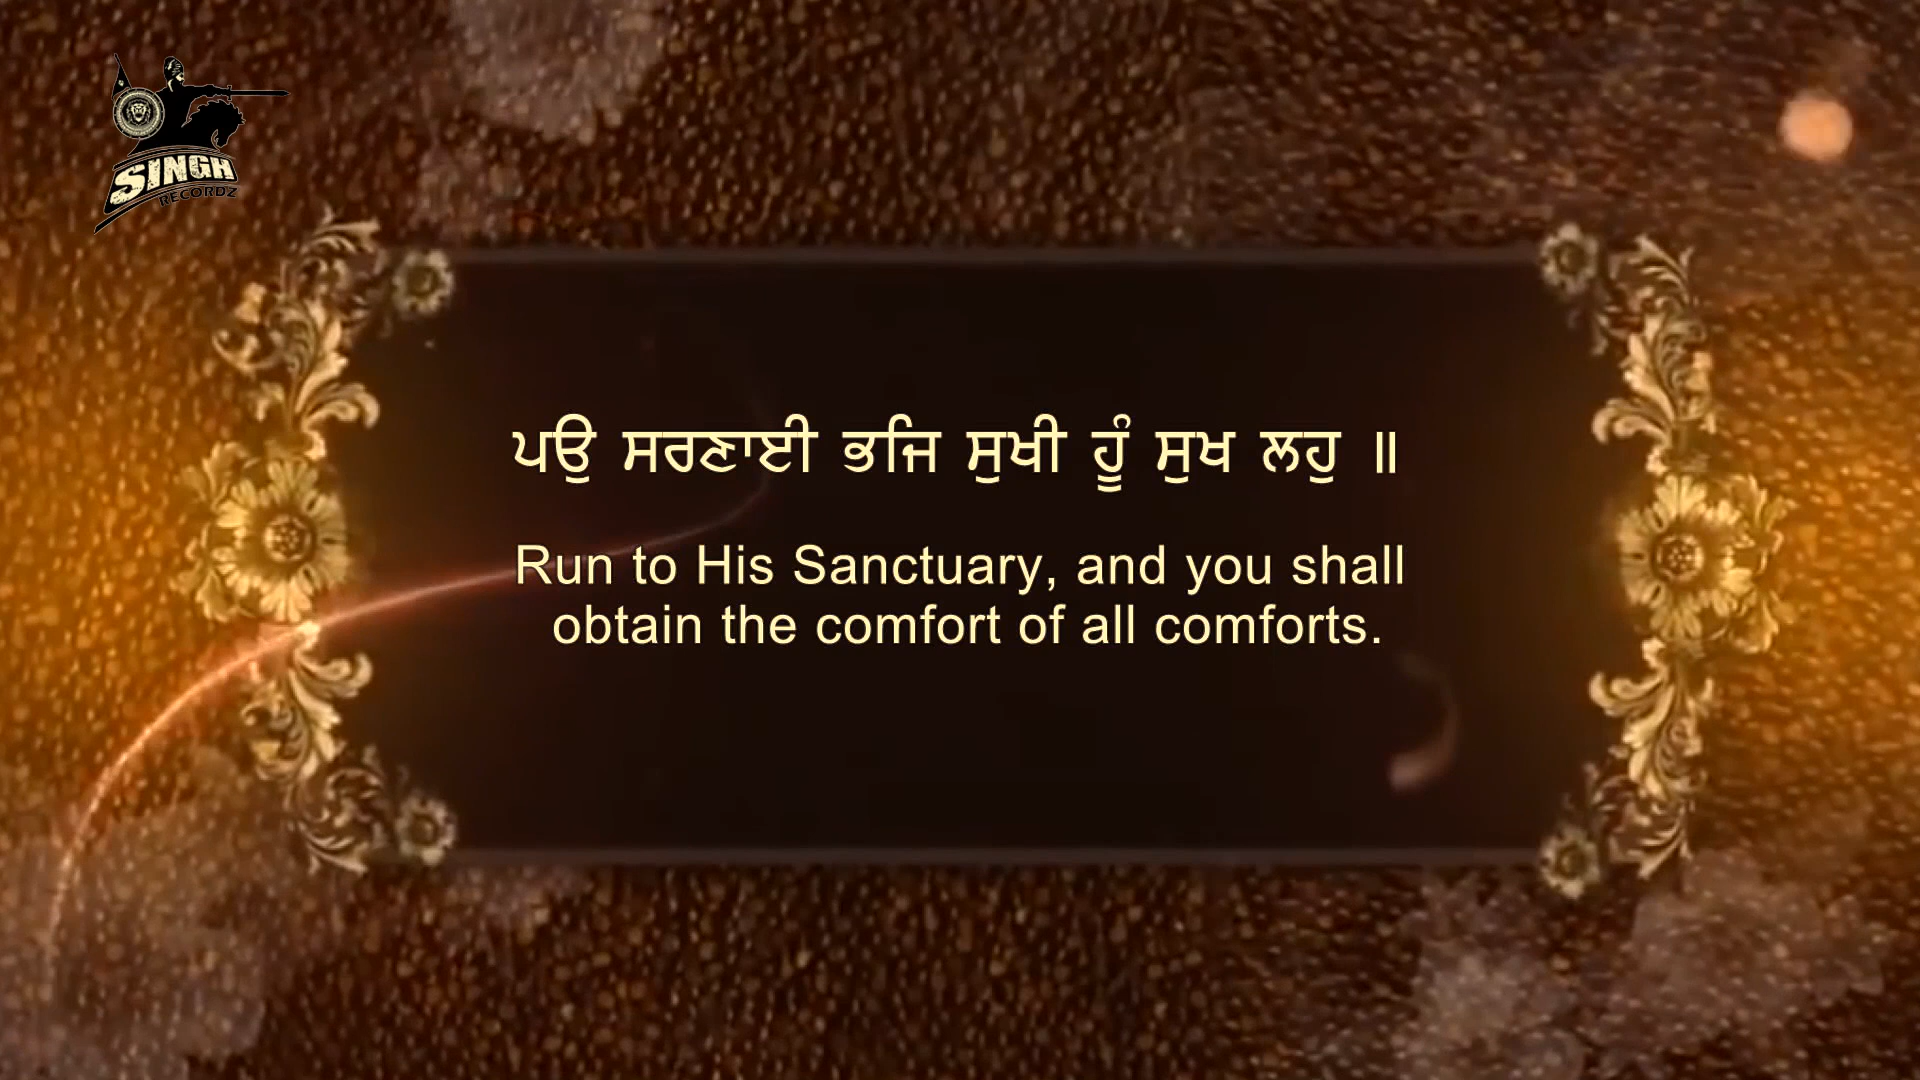 SINGH
RECORDZ
ਪਉ ਸਰਣਾਈ ਭਜਿ ਸੁਖੀ ਹੂੰ ਸੁਖ ਲਹੁ ॥
Run to His Sanctuary, and you shall
obtain the comfort of all comforts.